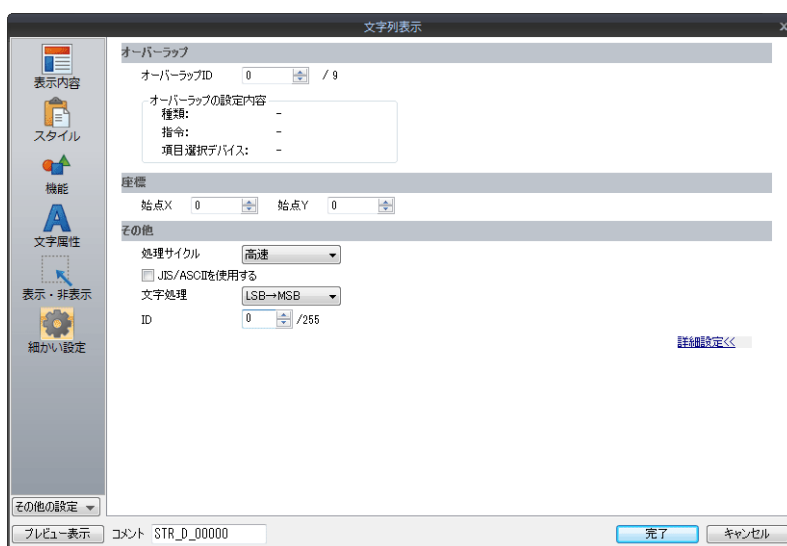 文字列表示
表示内容
スタイル
機能
文字属性
表示・非表示
細かい設定
その他の設定
オーバーラップ
オーバーラップID 0 / 9
オーバーラップの設定内容
種類: -
指令: -
項目選択デバイス: -
座標
始点X 0 始点Y 0
その他
処理サイクル 高速
JIS/ASCIIを使用する
文字処理 LSB→MSB
ID 0 /255
詳細設定<<
プレビュー表示 コメント STR_D_00000 完了 キャンセル